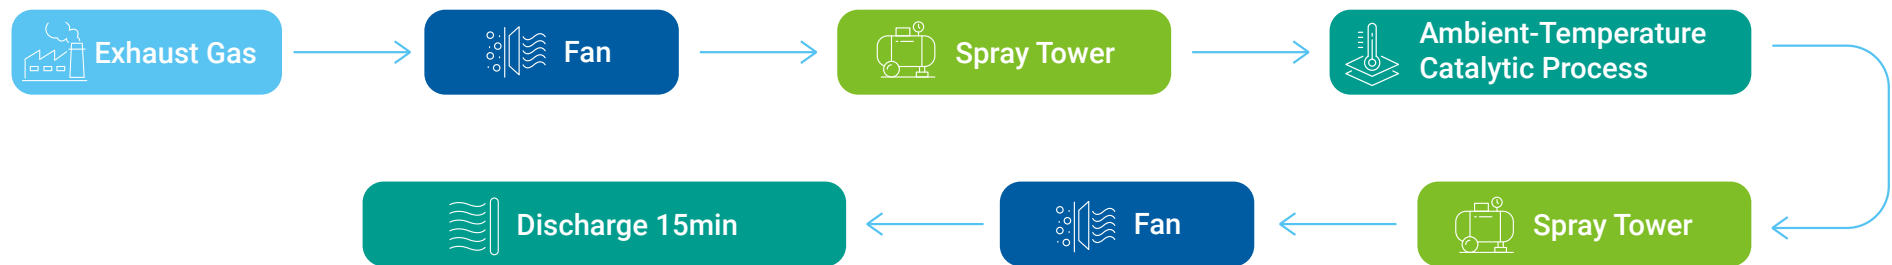 Exhaust Gas
Fan
Spray Tower
Ambient-Temperature
Catalytic Process
Spray Tower
Fan
Discharge 15min